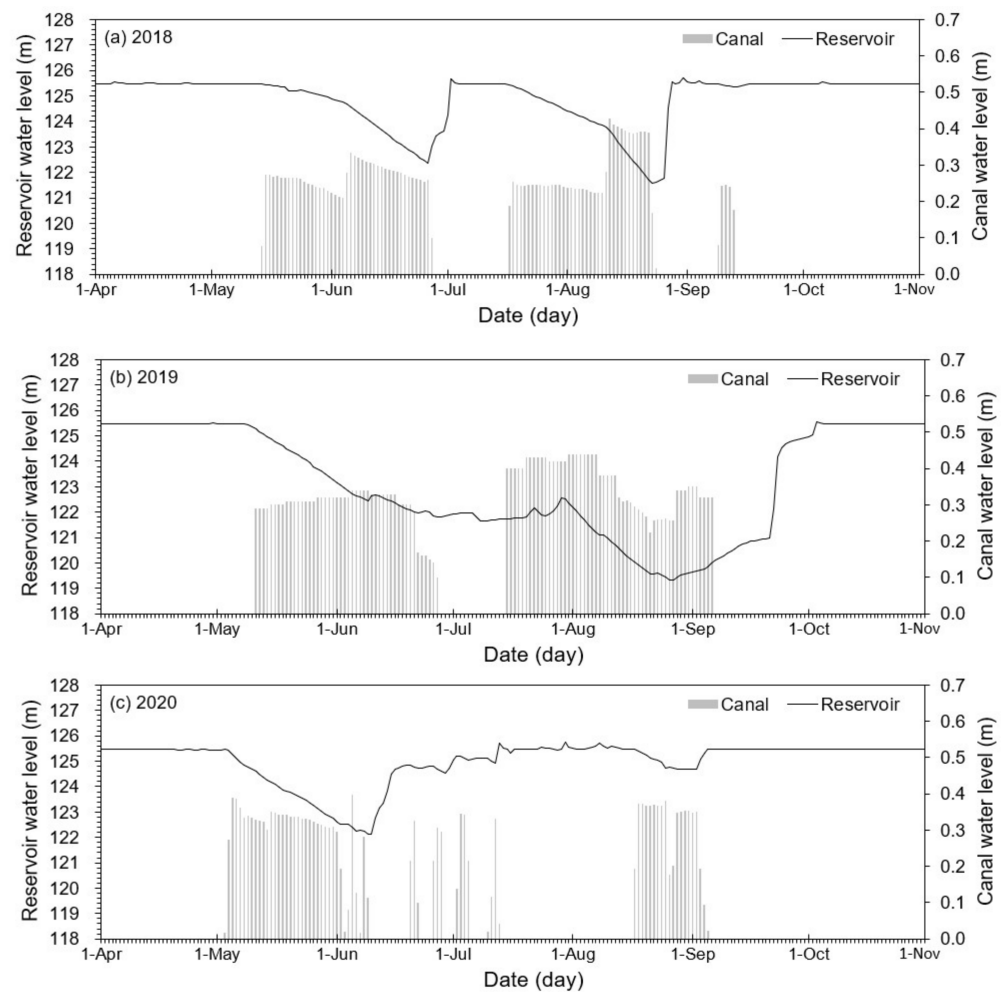 (a) 2018
Canal
Reservoir
Reservoir water level (m)
128
127
126
125
124
123
122
121
120
119
118
0.7
0.6
0.5
0.4
0.3
0.2
0.1
0.0
Canal water level (m)
1-Apr 1-May 1-Jun 1-Jul 1-Aug 1-Sep 1-Oct 1-Nov
Date (day)
(b) 2019
Canal
Reservoir
Reservoir water level (m)
128
127
126
125
124
123
122
121
120
119
118
0.7
0.6
0.5
0.4
0.3
0.2
0.1
0.0
Canal water level (m)
1-Apr 1-May 1-Jun 1-Jul 1-Aug 1-Sep 1-Oct 1-Nov
Date (day)
(c) 2020
Canal
Reservoir
Reservoir water level (m)
128
127
126
125
124
123
122
121
120
119
118
0.7
0.6
0.5
0.4
0.3
0.2
0.1
0.0
Canal water level (m)
1-Apr 1-May 1-Jun 1-Jul 1-Aug 1-Sep 1-Oct 1-Nov
Date (day)